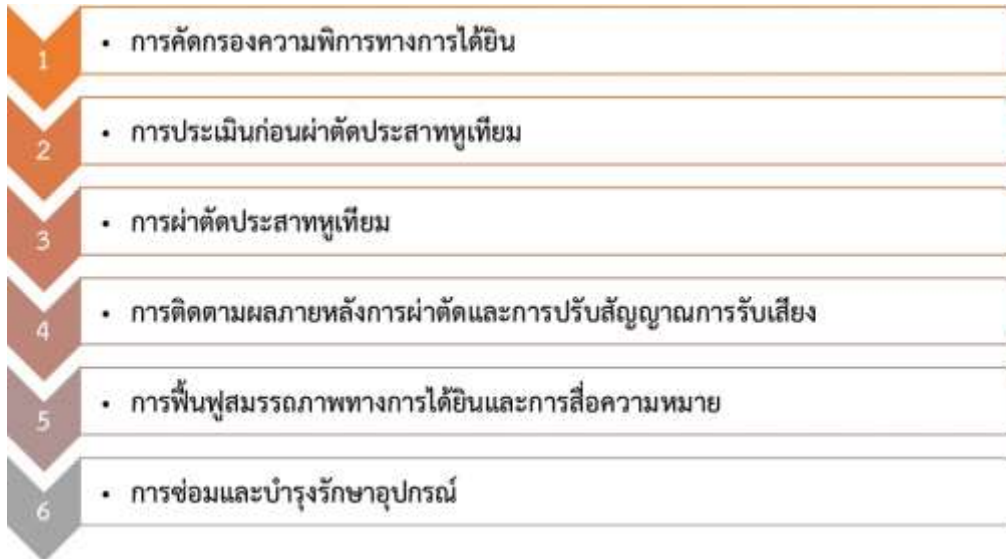 1
• การคัดกรองความพิการทางการได้ยิน
2
• การประเมินก่อนผ่าตัดประสาทหูเทียม
3
• การผ่าตัดประสาทหูเทียม
4
• การติดตามผลภายหลังการผ่าตัดและการปรับสัญญาณการรับเสียง
5
• การฟื้นฟูสมรรถภาพทางการได้ยินและการสื่อความหมาย
6
• การซ่อมและบำรุงรักษาอุปกรณ์